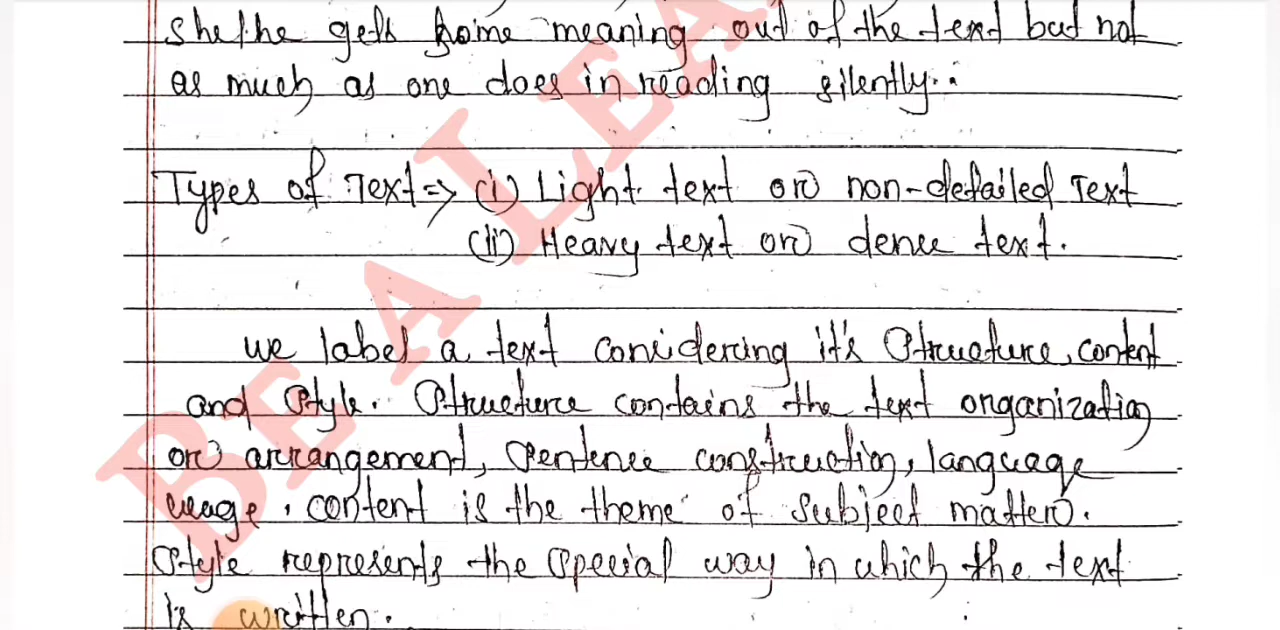 she/he gets some meaning out of the text but not
as much as one does in reading silently.
Types of Text => (i) Light text or non-detailed Text
(ii) Heavy text or dense text.
we label a text considering it's structure, content
and style. Structure contains the text organization
or arrangement, sentence construction, language
usage. content is the theme of subject matter.
Style represents the special way in which the text
is written.
BE A LEA